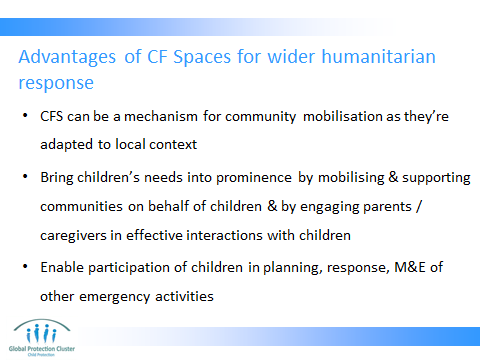 Advantages of CF Spaces for wider humanitarian
response
• CFS can be a mechanism for community mobilisation as they’re
adapted to local context
• Bring children’s needs into prominence by mobilising & supporting
communities on behalf of children & by engaging parents /
caregivers in effective interactions with children
• Enable participation of children in planning, response, M&E of
other emergency activities
Global Protection Cluster
Child Protection